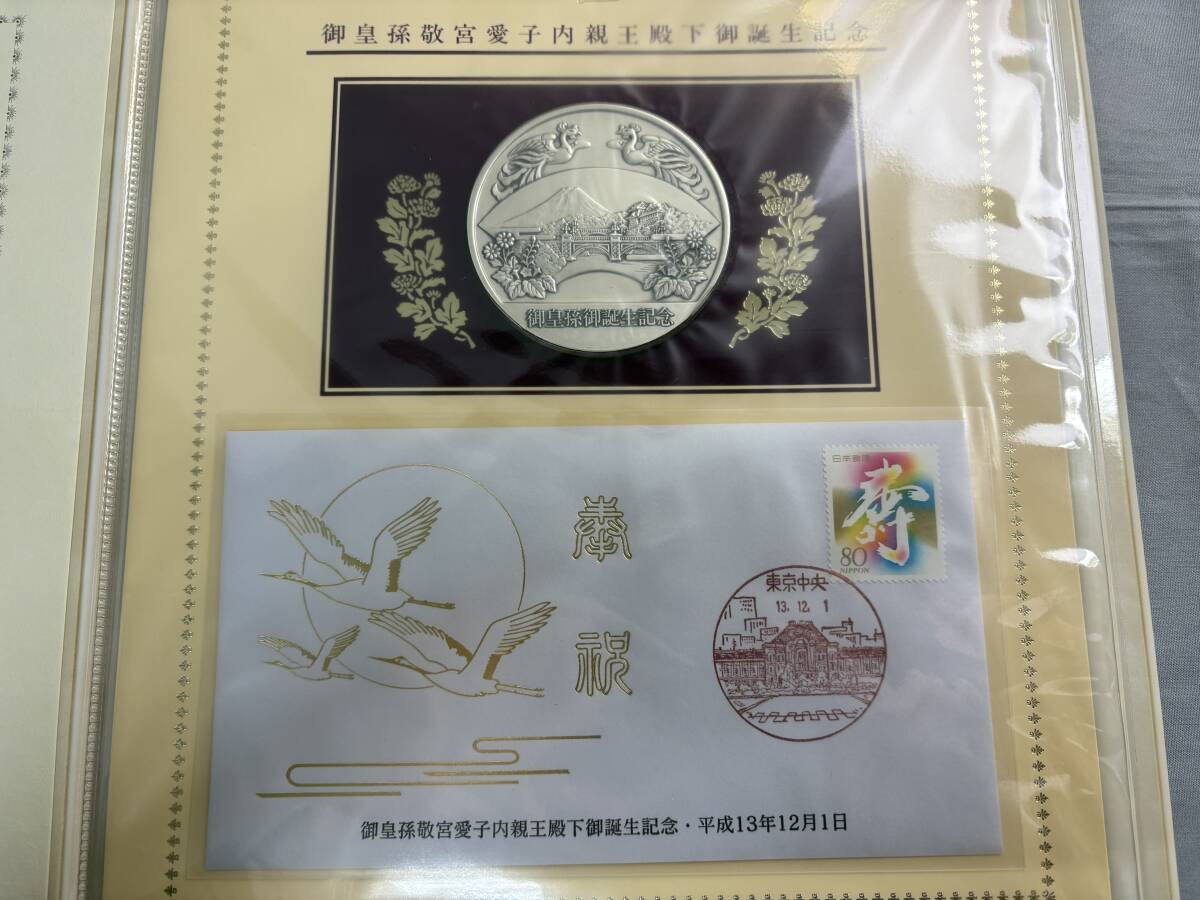 御皇孫敬宮愛子内親王殿下御誕生記念
御皇孫御誕生記念
奉祝
日本郵便
寿
80
NIPPON
東京中央
13.12.1
御皇孫敬宮愛子内親王殿下御誕生記念・平成13年12月1日